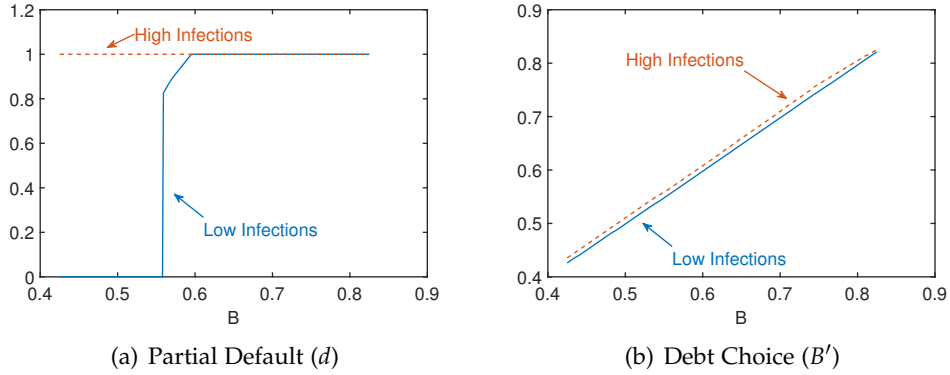 1.2
1
0.8
0.6
0.4
0.2
0
0.4 0.5 0.6 0.7 0.8 0.9
B
High Infections
Low Infections
(a) Partial Default (d)
0.9
0.8
0.7
0.6
0.5
0.4
0.4 0.5 0.6 0.7 0.8 0.9
B
High Infections
Low Infections
(b) Debt Choice (B′)